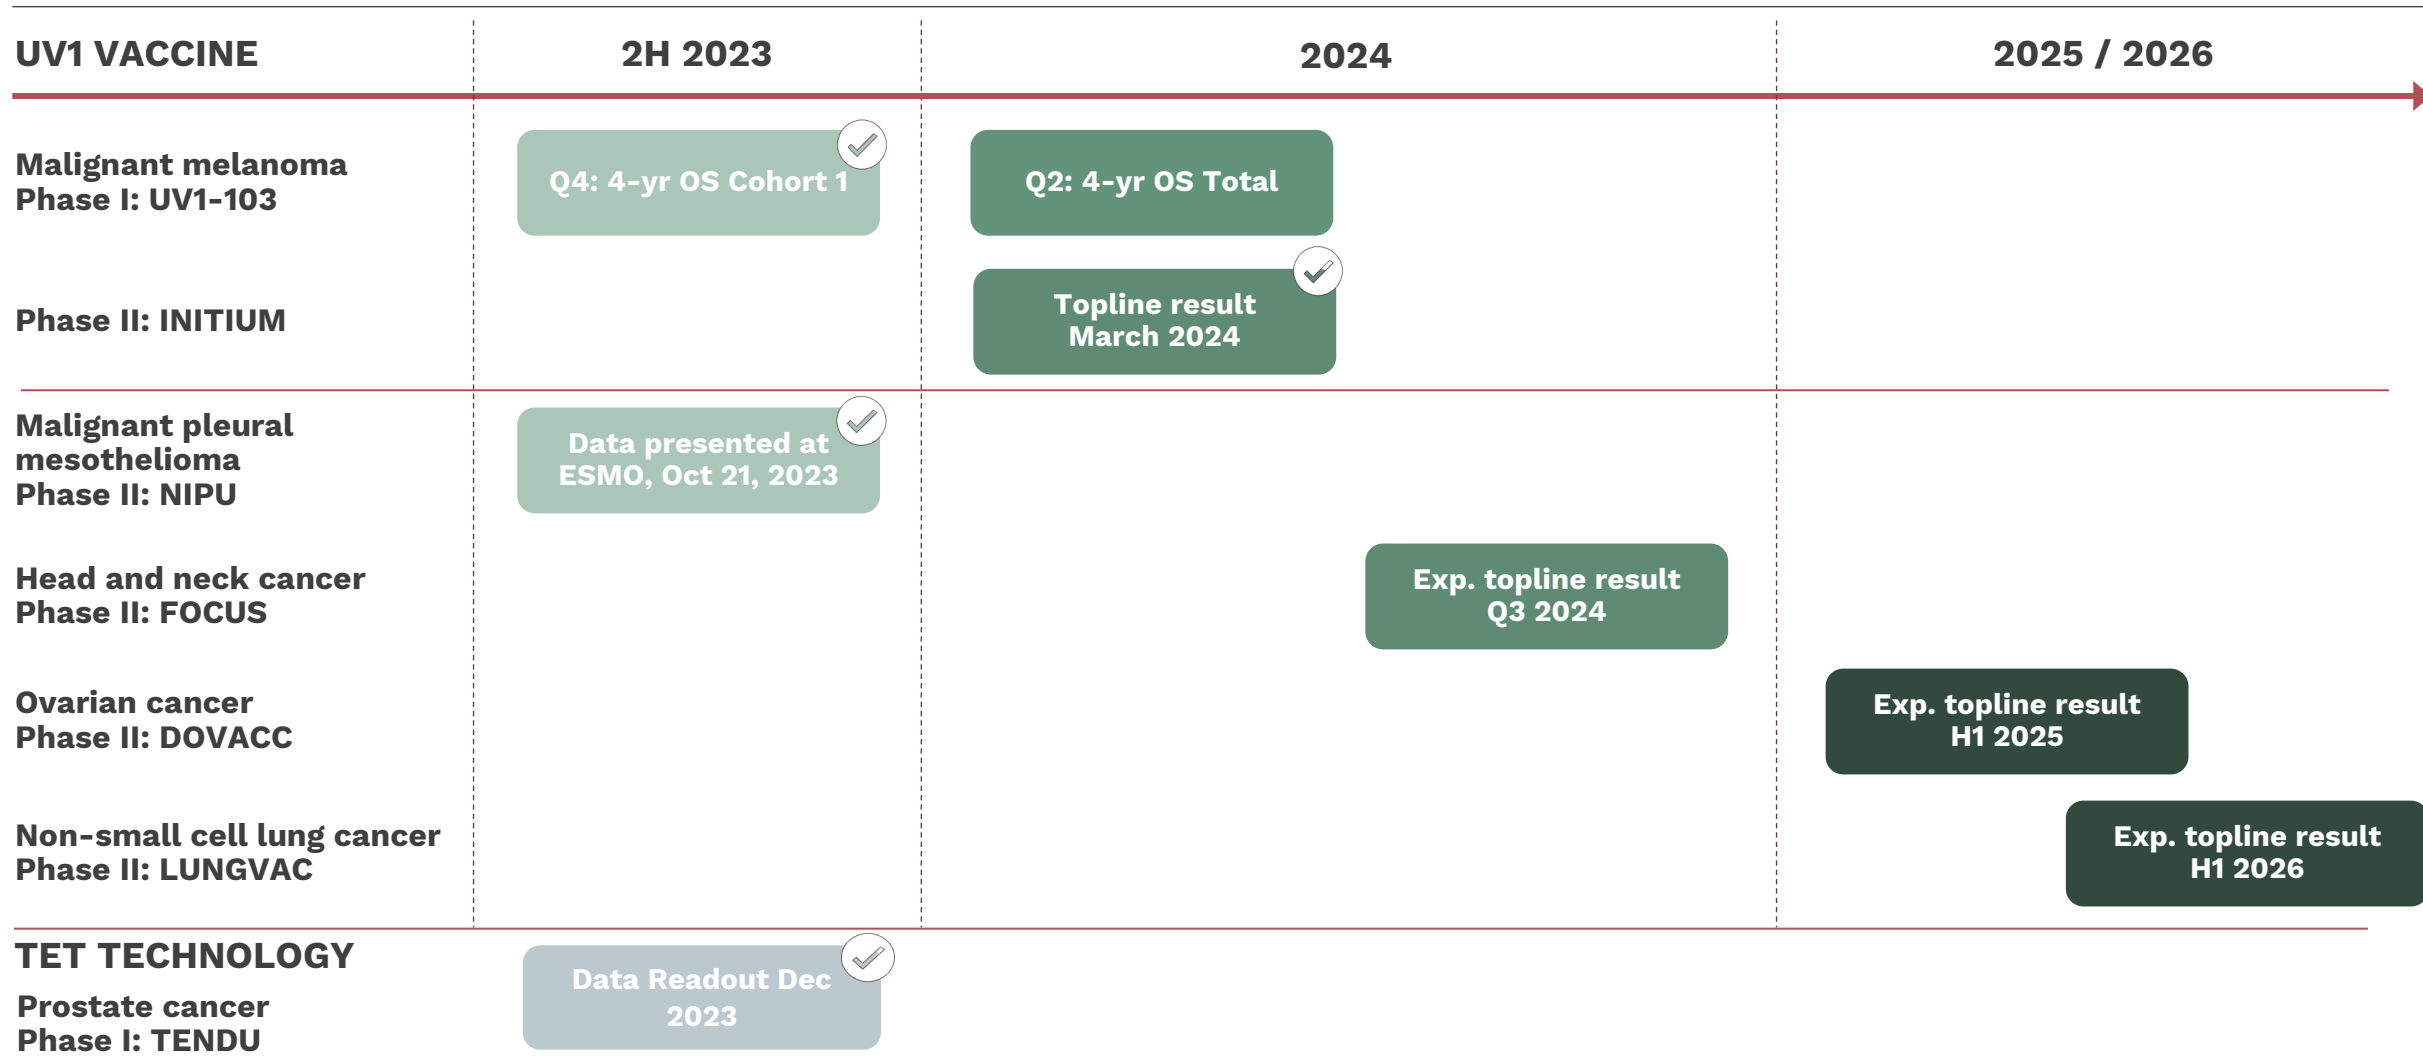 UV1 VACCINE
2H 2023
2024
2025 / 2026
Malignant melanoma
Phase I: UV1-103
Q4: 4-yr OS Cohort 1
Q2: 4-yr OS Total
Phase II: INITIUM
Topline result
March 2024
Malignant pleural
mesothelioma
Phase II: NIPU
Data presented at
ESMO, Oct 21, 2023
Head and neck cancer
Phase II: FOCUS
Exp. topline result
Q3 2024
Ovarian cancer
Phase II: DOVACC
Exp. topline result
H1 2025
Non-small cell lung cancer
Phase II: LUNGVAC
Exp. topline result
H1 2026
TET TECHNOLOGY
Prostate cancer
Phase I: TENDU
Data Readout Dec
2023